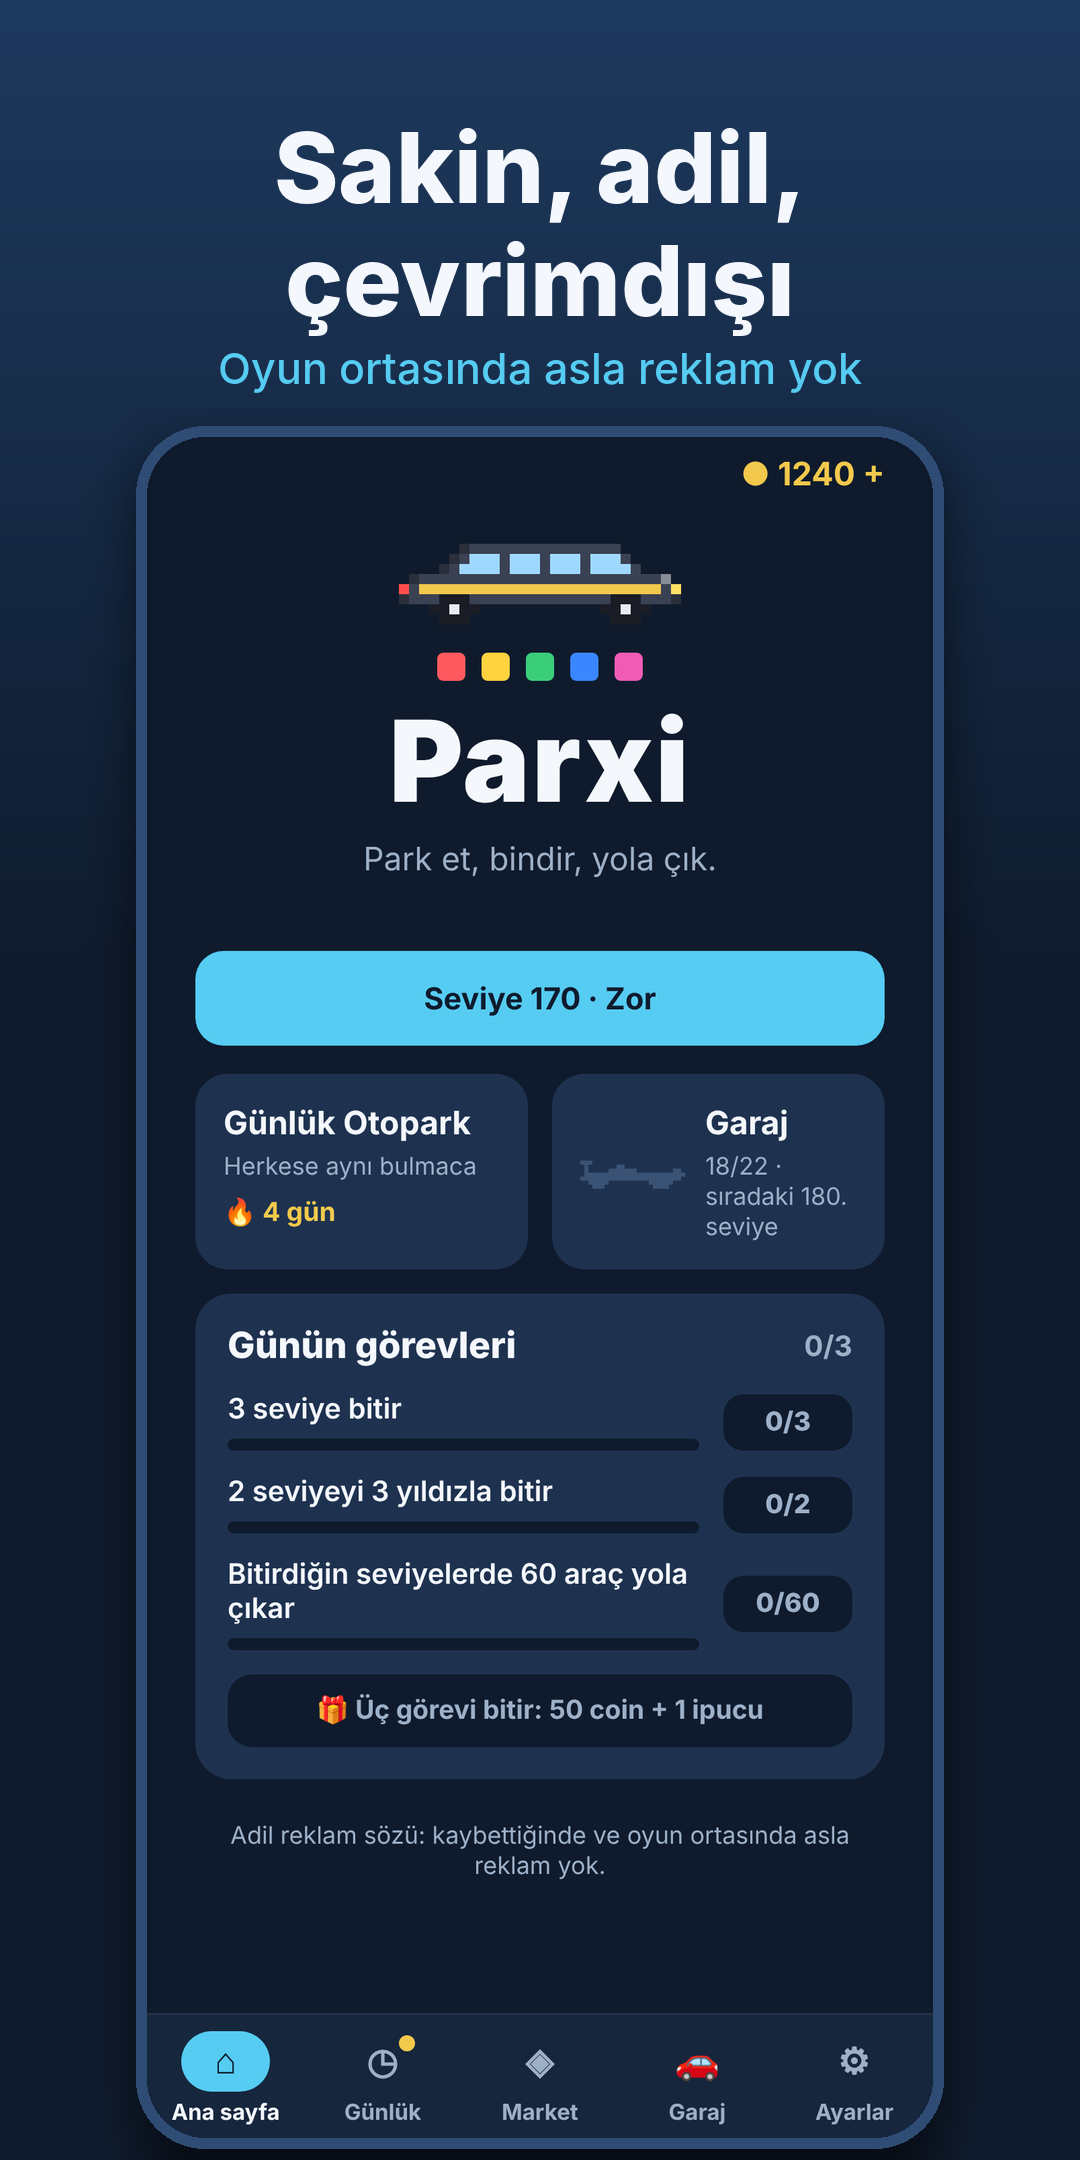 Sakin, adil,
çevrimdışı
Oyun ortasında asla reklam yok
1240 +
Parxi
Park et, bindir, yola çık.
Seviye 170 · Zor
Günlük Otopark
Herkese aynı bulmaca
🔥 4 gün
Garaj
18/22 ·
sıradaki 180.
seviye
Günün görevleri
0/3
3 seviye bitir
0/3
2 seviyeyi 3 yıldızla bitir
0/2
Bitirdiğin seviyelerde 60 araç yola
çıkar
0/60
🎁 Üç görevi bitir: 50 coin + 1 ipucu
Adil reklam sözü: kaybettiğinde ve oyun ortasında asla
reklam yok.
Ana sayfa
Günlük
Market
Garaj
Ayarlar